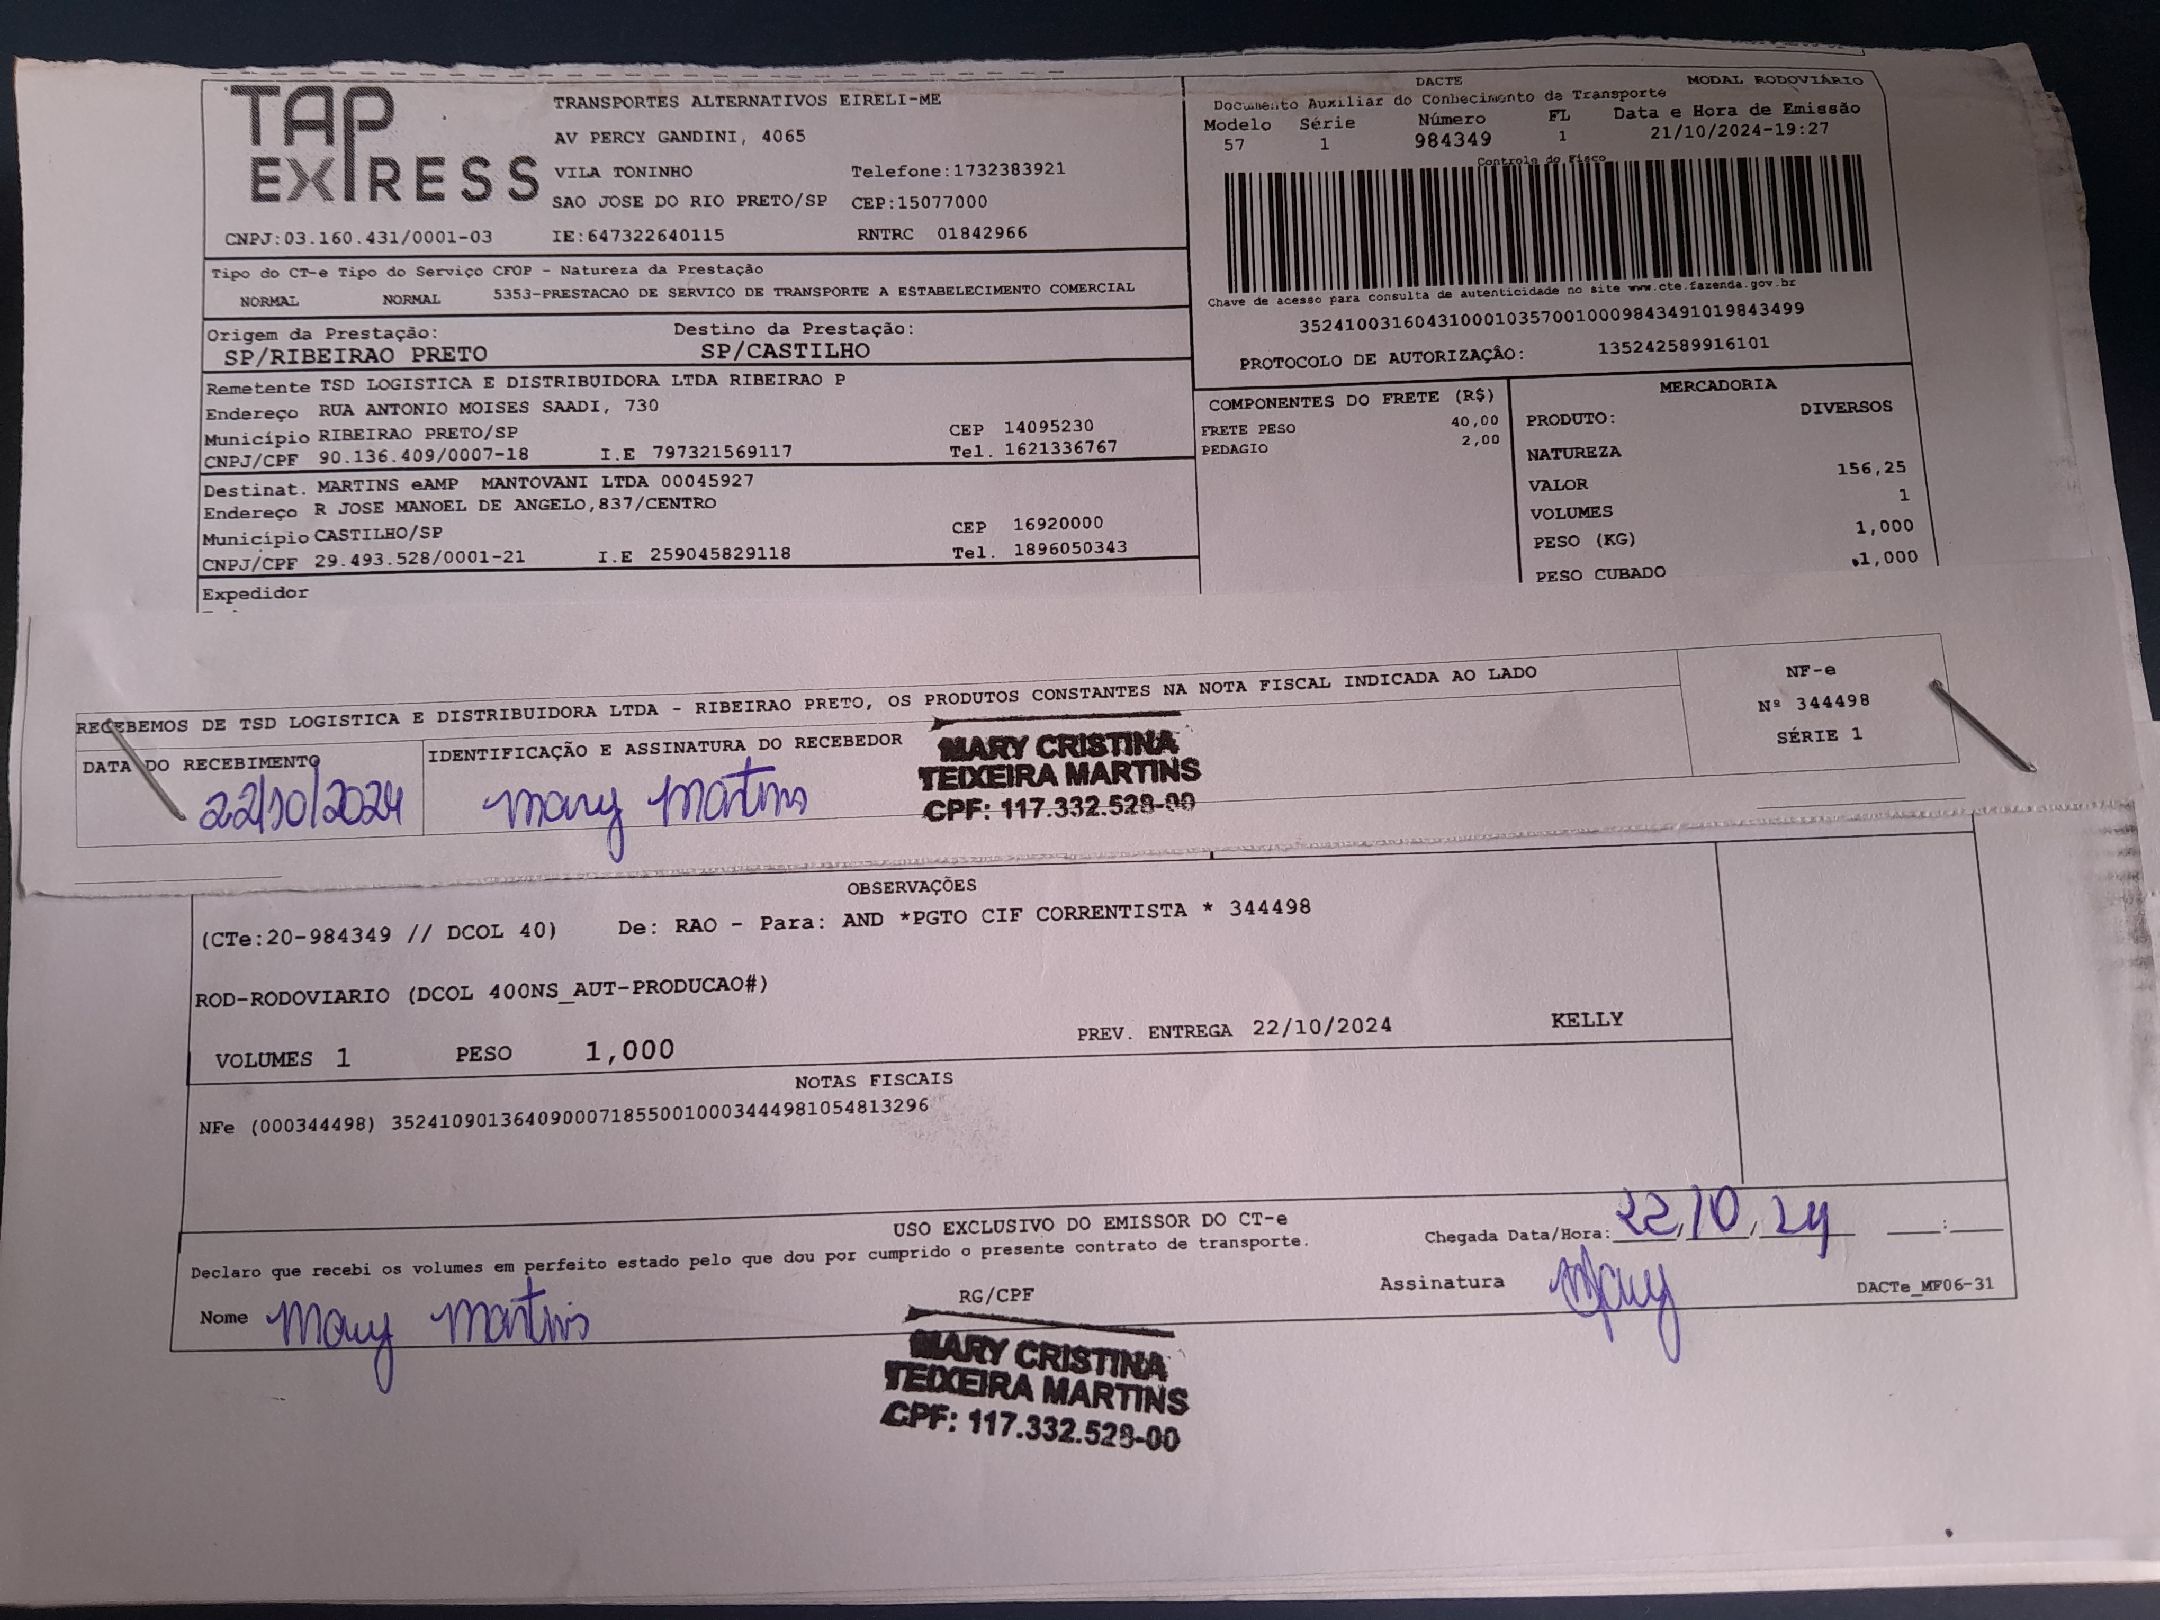 TAP EXPRESS
TRANSPORTES ALTERNATIVOS EIRELI-ME
AV PERCY GANDINI, 4065
VILA TONINHO Telefone:1732383921
SAO JOSE DO RIO PRETO/SP CEP:15077000
CNPJ:03.160.431/0001-03 IE:647322640115 RNTRC 01842966
DACTE MODAL RODOVIÁRIO
Documento Auxiliar do Conhecimento de Transporte
Modelo Série Número FL Data e Hora de Emissão
57 1 984349 1 21/10/2024-19:27
Controle do Fisco
Chave de acesso para consulta de autenticidade no site www.cte.fazenda.gov.br
35241003160431000103570010009843491019843499
PROTOCOLO DE AUTORIZAÇÂO: 135242589916101
Tipo do CT-e Tipo do Serviço CFOP - Natureza da Prestação
NORMAL NORMAL 5353-PRESTACAO DE SERVICO DE TRANSPORTE A ESTABELECIMENTO COMERCIAL
Origem da Prestação: Destino da Prestação:
SP/RIBEIRAO PRETO SP/CASTILHO
Remetente TSD LOGISTICA E DISTRIBUIDORA LTDA RIBEIRAO P
Endereço RUA ANTONIO MOISES SAADI, 730
Município RIBEIRAO PRETO/SP CEP 14095230
CNPJ/CPF 90.136.409/0007-18 I.E 797321569117 Tel. 1621336767
Destinat. MARTINS eAMP MANTOVANI LTDA 00045927
Endereço R JOSE MANOEL DE ANGELO,837/CENTRO
Município CASTILHO/SP CEP 16920000
CNPJ/CPF 29.493.528/0001-21 I.E 259045829118 Tel. 1896050343
Expedidor
COMPONENTES DO FRETE (R$)
FRETE PESO 40,00
PEDAGIO 2,00
MERCADORIA
PRODUTO: DIVERSOS
NATUREZA
VALOR 156,25
VOLUMES 1
PESO (KG) 1,000
PESO CUBADO 1,000
RECEBEMOS DE TSD LOGISTICA E DISTRIBUIDORA LTDA - RIBEIRAO PRETO, OS PRODUTOS CONSTANTES NA NOTA FISCAL INDICADA AO LADO
NF-e
Nº 344498
SÉRIE 1
DATA DO RECEBIMENTO IDENTIFICAÇÃO E ASSINATURA DO RECEBEDOR
22/10/2024 Mary Martins
MARY CRISTINA
TEIXEIRA MARTINS
CPF: 117.332.528-00
OBSERVAÇÕES
(CTe:20-984349 // DCOL 40) De: RAO - Para: AND *PGTO CIF CORRENTISTA * 344498
ROD-RODOVIARIO (DCOL 400NS_AUT-PRODUCAO#)
VOLUMES 1 PESO 1,000 PREV. ENTREGA 22/10/2024 KELLY
NOTAS FISCAIS
NFe (000344498) 35241090136409000718550010003444981054813296
USO EXCLUSIVO DO EMISSOR DO CT-e
Declaro que recebi os volumes em perfeito estado pelo que dou por cumprido o presente contrato de transporte.
Chegada Data/Hora: 22/10/24 :
Nome Mary Martins RG/CPF Assinatura Mary DACTe_MF06-31
MARY CRISTINA
TEIXEIRA MARTINS
CPF: 117.332.528-00